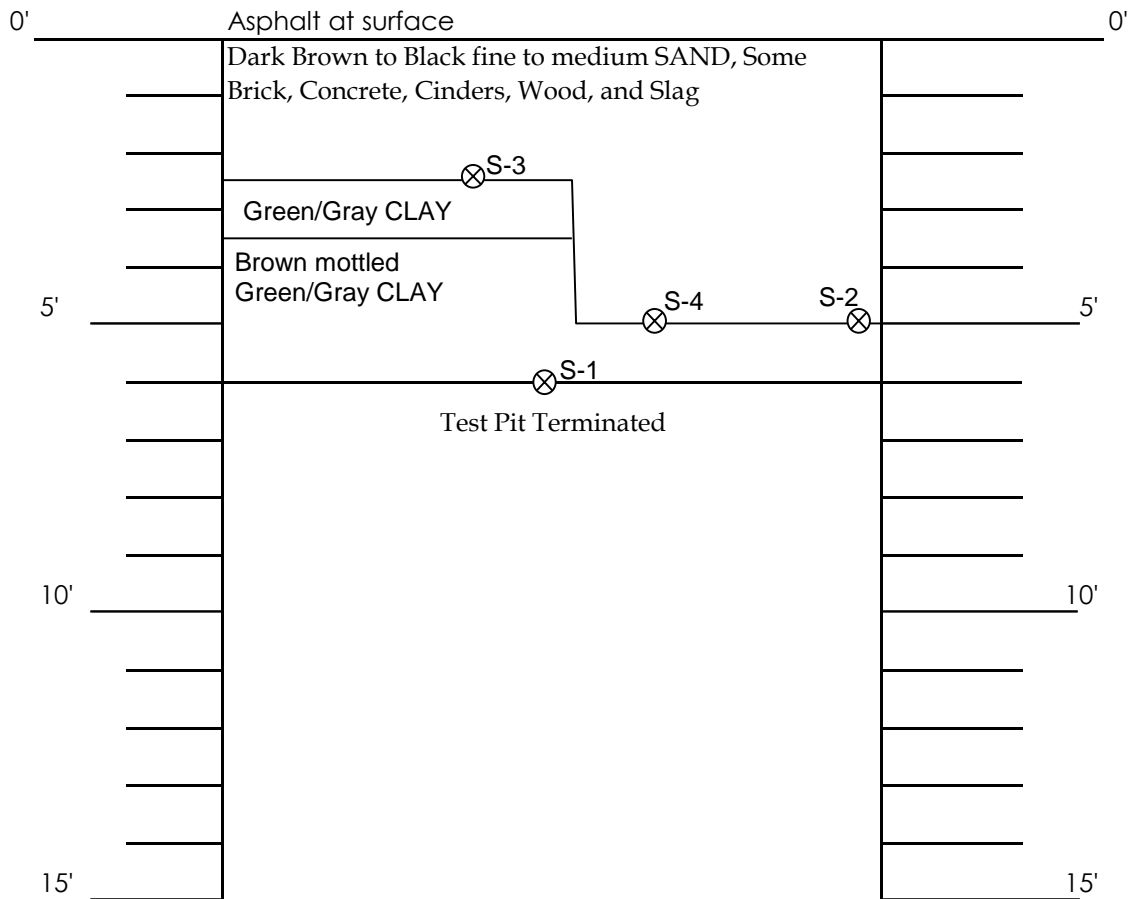 0'
Asphalt at surface
0'
Dark Brown to Black fine to medium SAND, Some
Brick, Concrete, Cinders, Wood, and Slag
S-3
Green/Gray CLAY
Brown mottled
Green/Gray CLAY
5'
S-4
S-2
5'
S-1
Test Pit Terminated
10'
10'
15'
15'